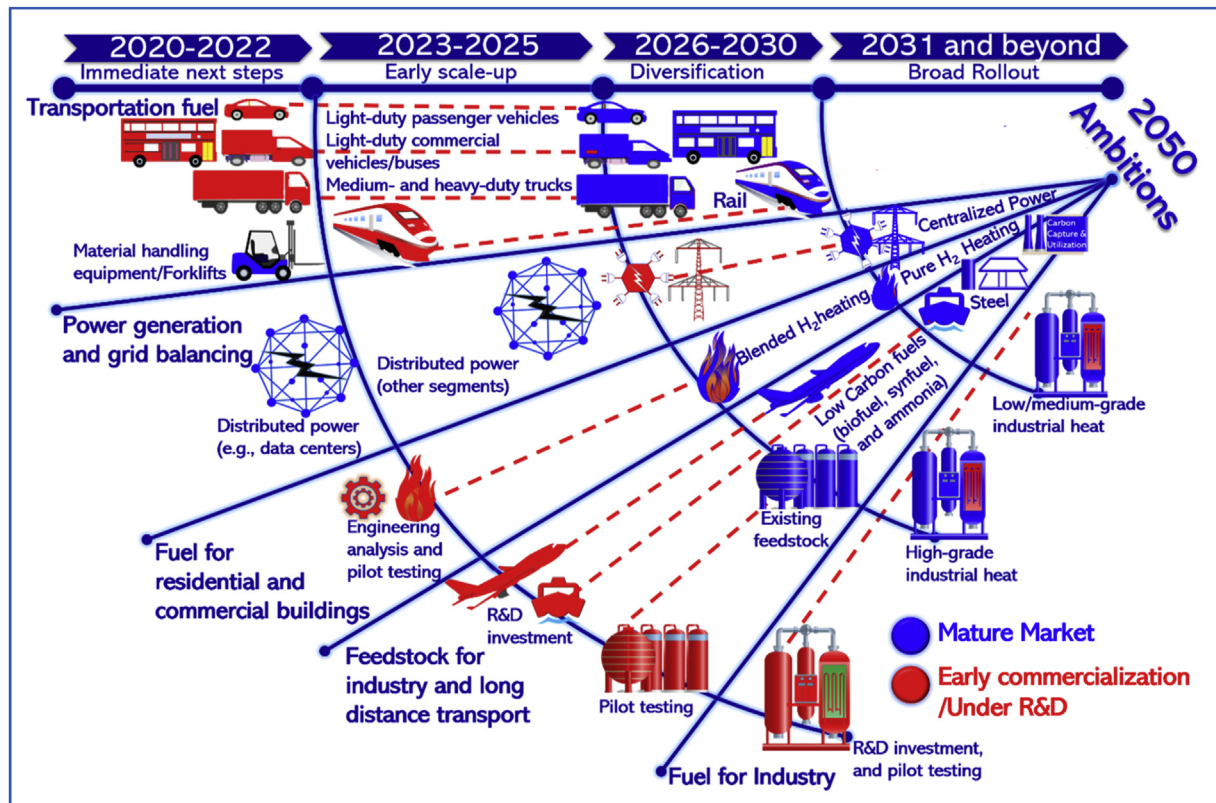 2020-2022
2023-2025
2026-2030
2031 and beyond
Immediate next steps
Early scale-up
Diversification
Broad Rollout
2050
Ambitions
Transportation fuel
Light-duty passenger vehicles
Light-duty commercial
vehicles/buses
Medium- and heavy-duty trucks
Rail
Material handling
equipment/Forklifts
Centralized Power
Carbon
Capture &
Utilization
Pure H₂ Heating
Power generation
and grid balancing
Steel
Blended H₂heating
Distributed power
(other segments)
Distributed power
(e.g., data centers)
Low Carbon fuels
(biofuel, synfuel,
and ammonia)
Low/medium-grade
industrial heat
Engineering
analysis and
pilot testing
Existing
feedstock
High-grade
industrial heat
Fuel for
residential and
commercial buildings
R&D
investment
Feedstock for
industry and long
distance transport
Pilot testing
Mature Market
Early commercialization
/Under R&D
R&D investment,
and pilot testing
Fuel for Industry